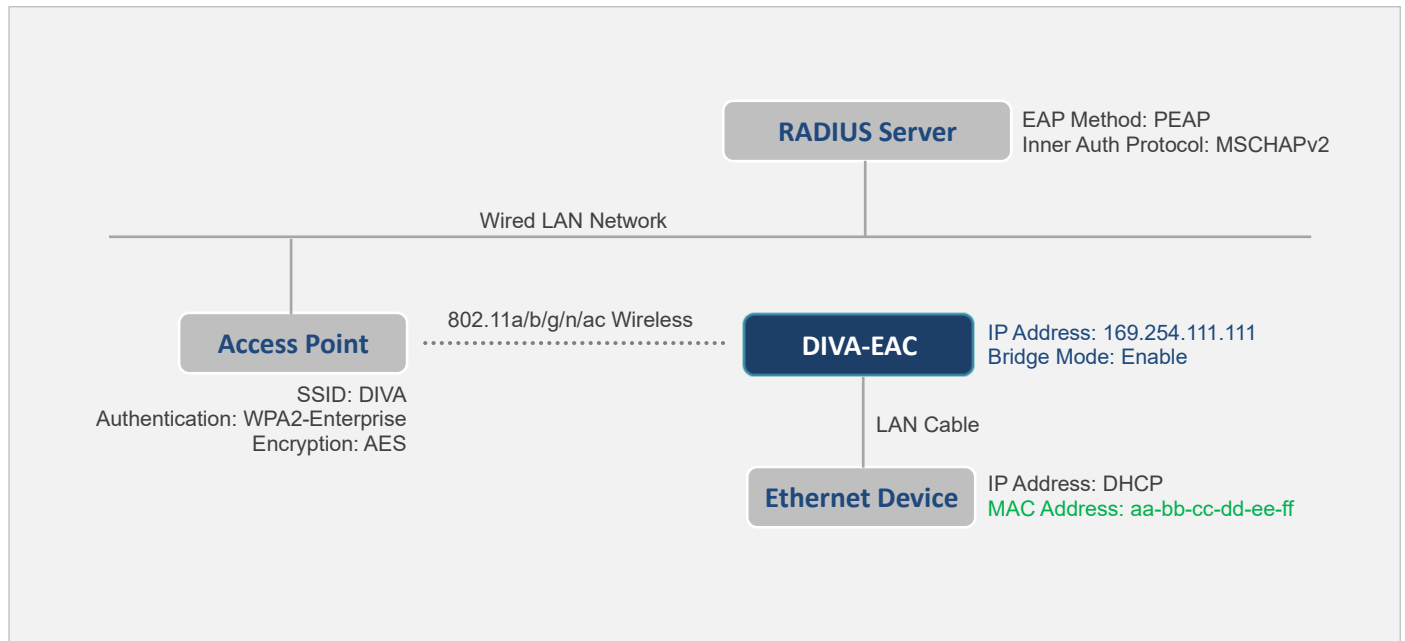 RADIUS Server
EAP Method: PEAP
Inner Auth Protocol: MSCHAPv2
Wired LAN Network
Access Point
802.11a/b/g/n/ac Wireless
DIVA-EAC
IP Address: 169.254.111.111
Bridge Mode: Enable
SSID: DIVA
Authentication: WPA2-Enterprise
Encryption: AES
LAN Cable
Ethernet Device
IP Address: DHCP
MAC Address: aa-bb-cc-dd-ee-ff